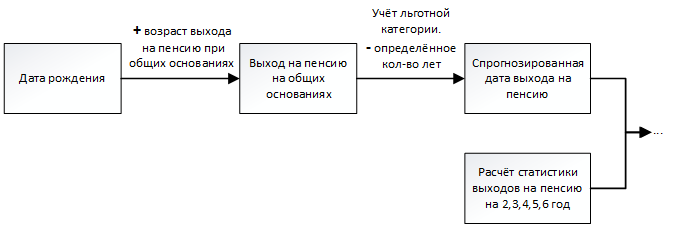 Дата рождения
+ возраст выхода
на пенсию при
общих основаниях
Выход на пенсию
на общих
основаниях
Учёт льготной
категории.
- определённое
кол-во лет
Спрогнозированная
дата выхода на
пенсию
...
Расчёт статистики
выходов на пенсию
на 2,3,4,5,6 год